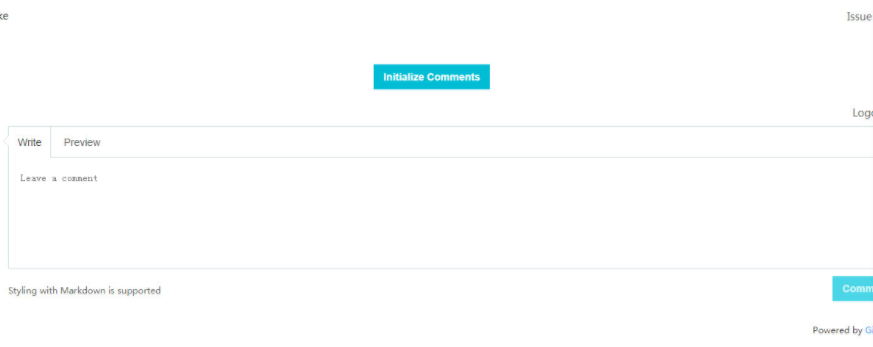 ke Issue
Initialize Comments
Logo
Write Preview
Leave a comment
Styling with Markdown is supported
Comm
Powered by Gi